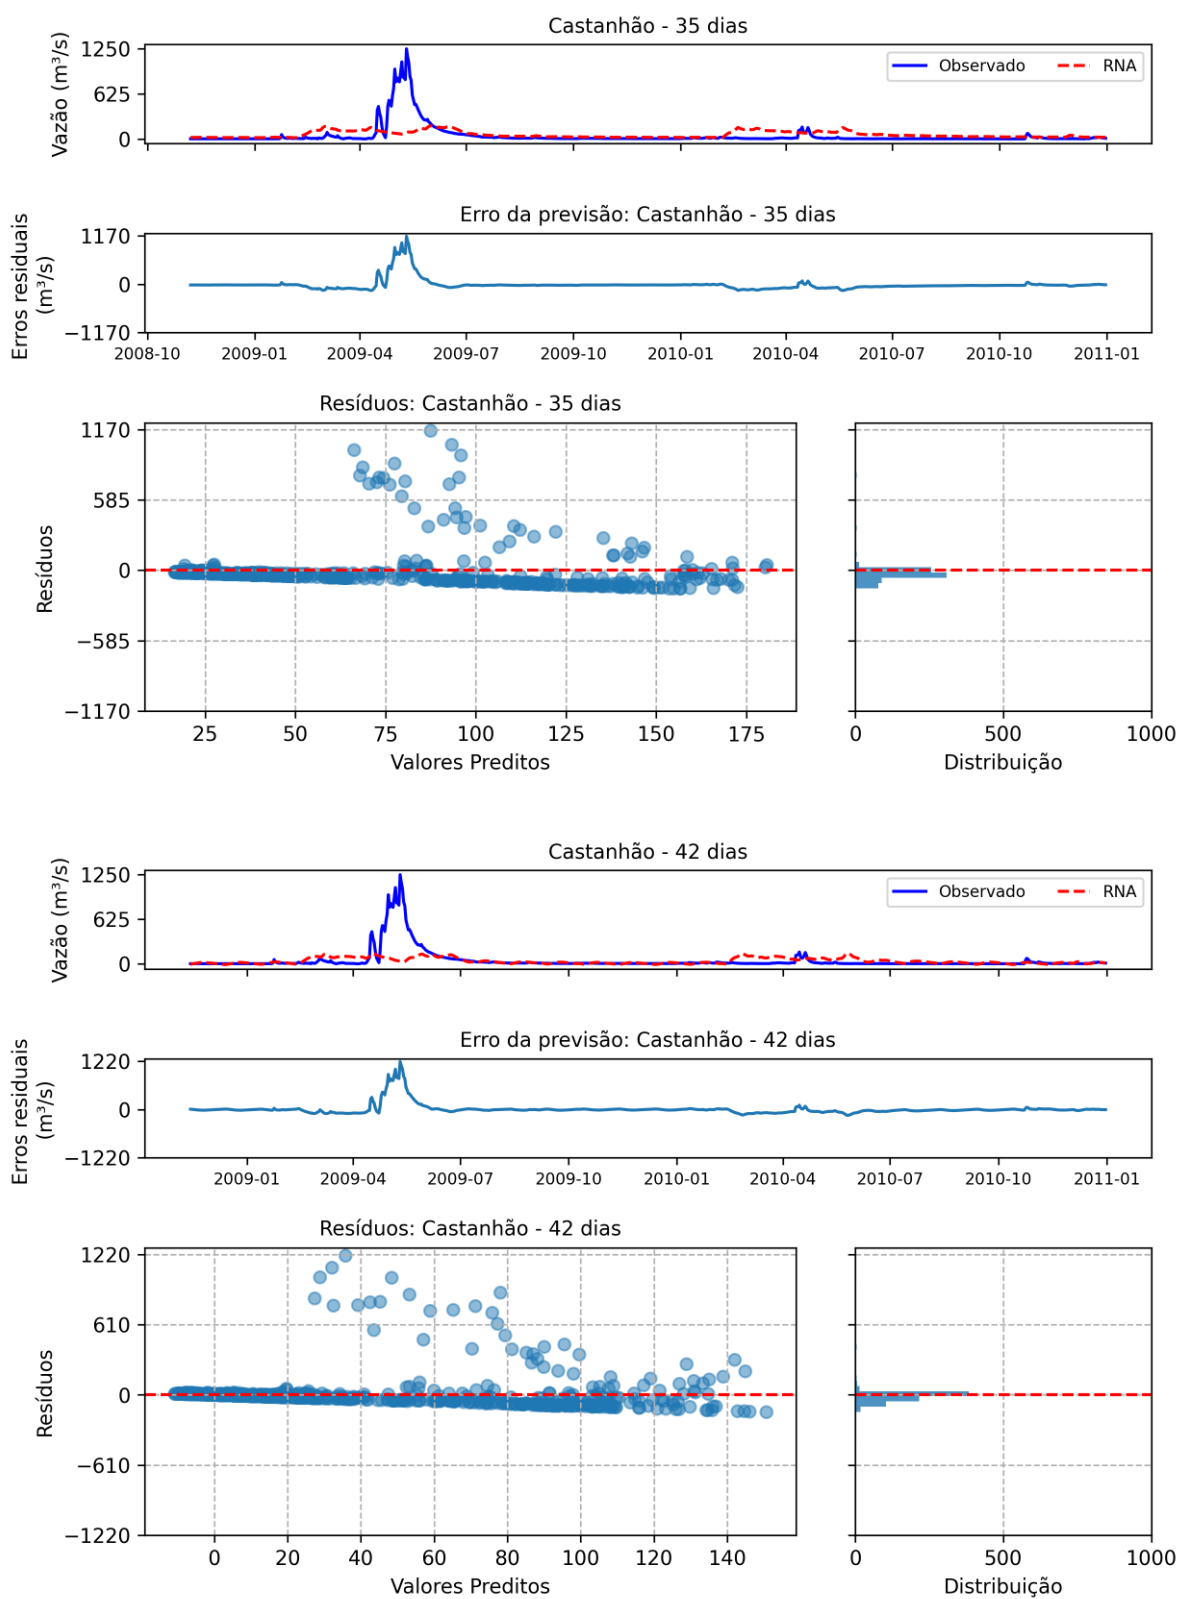 Castanhão - 35 dias
Vazão (m³/s)
1250
625
0
Observado
RNA
Erro da previsão: Castanhão - 35 dias
Erros residuais
(m³/s)
1170
0
−1170
2008-10 2009-01 2009-04 2009-07 2009-10 2010-01 2010-04 2010-07 2010-10 2011-01
Resíduos: Castanhão - 35 dias
Resíduos
1170
585
0
−585
−1170
25 50 75 100 125 150 175
Valores Preditos
0 500 1000
Distribuição
Castanhão - 42 dias
Vazão (m³/s)
1250
625
0
Observado
RNA
Erro da previsão: Castanhão - 42 dias
Erros residuais
(m³/s)
1220
0
−1220
2009-01 2009-04 2009-07 2009-10 2010-01 2010-04 2010-07 2010-10 2011-01
Resíduos: Castanhão - 42 dias
Resíduos
1220
610
0
−610
−1220
0 20 40 60 80 100 120 140
Valores Preditos
0 500 1000
Distribuição